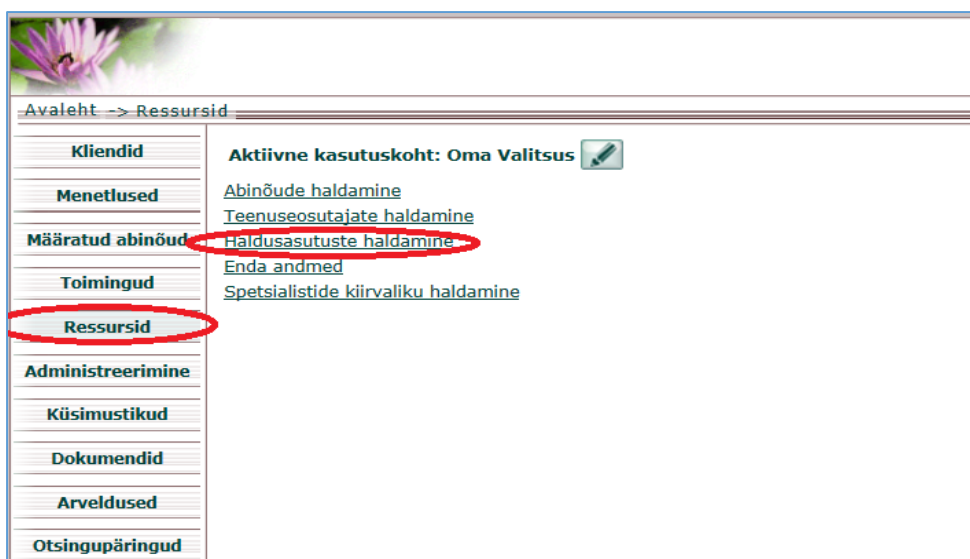 Avaleht -> Ressursid
Kliendid
Menetlused
Määratud abinõud
Toimingud
Ressursid
Administreerimine
Küsimustikud
Dokumendid
Arveldused
Otsingupäringud
Aktiivne kasutuskoht: Oma Valitsus
Abinõude haldamine
Teenuseosutajate haldamine
Haldusasutuste haldamine
Enda andmed
Spetsialistide kiirvaliku haldamine